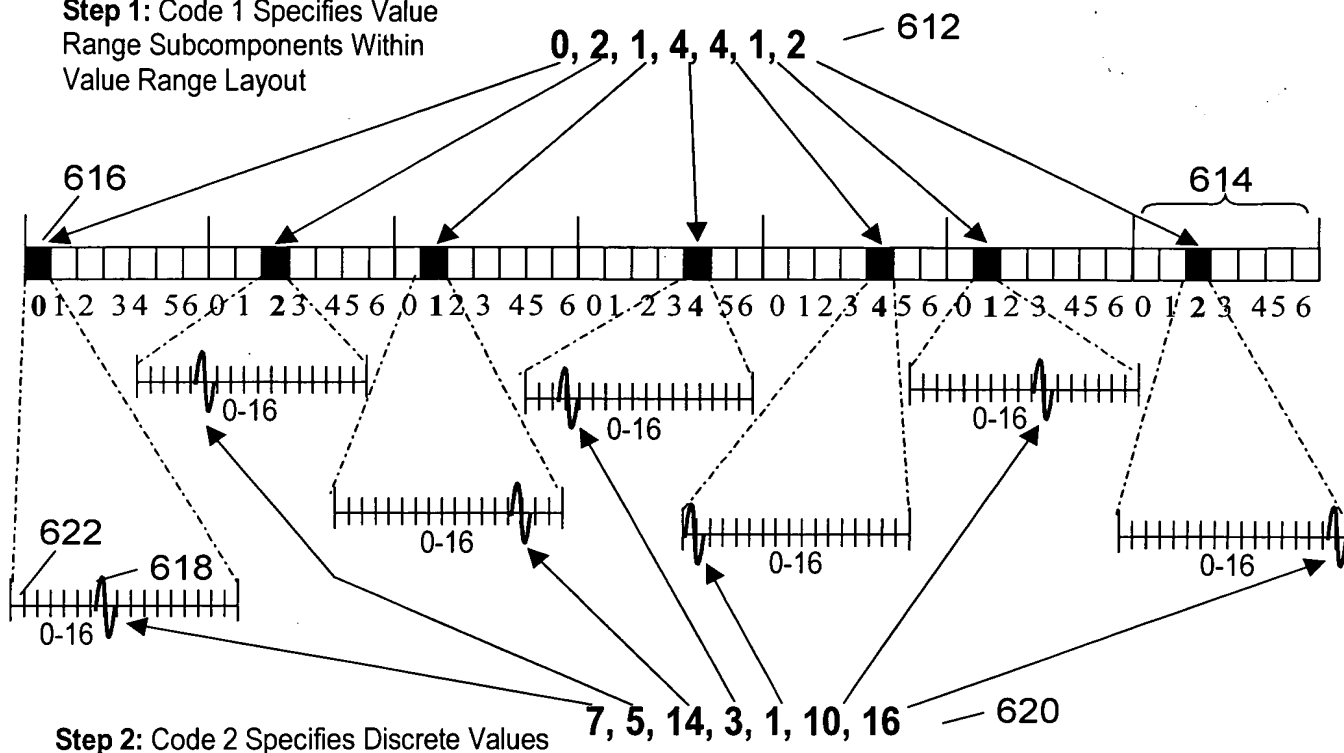 Step 1: Code 1 Specifies Value
Range Subcomponents Within
Value Range Layout
0, 2, 1, 4, 4, 1, 2
612
616
614
0 1 2 3 4 5 6 0 1 2 3 4 5 6 0 1 2 3 4 5 6 0 1 2 3 4 5 6 0 1 2 3 4 5 6 0 1 2 3 4 5 6 0 1 2 3 4 5 6
0-16
0-16
0-16
0-16
0-16
622
618
0-16
0-16
7, 5, 14, 3, 1, 10, 16
620
Step 2: Code 2 Specifies Discrete Values